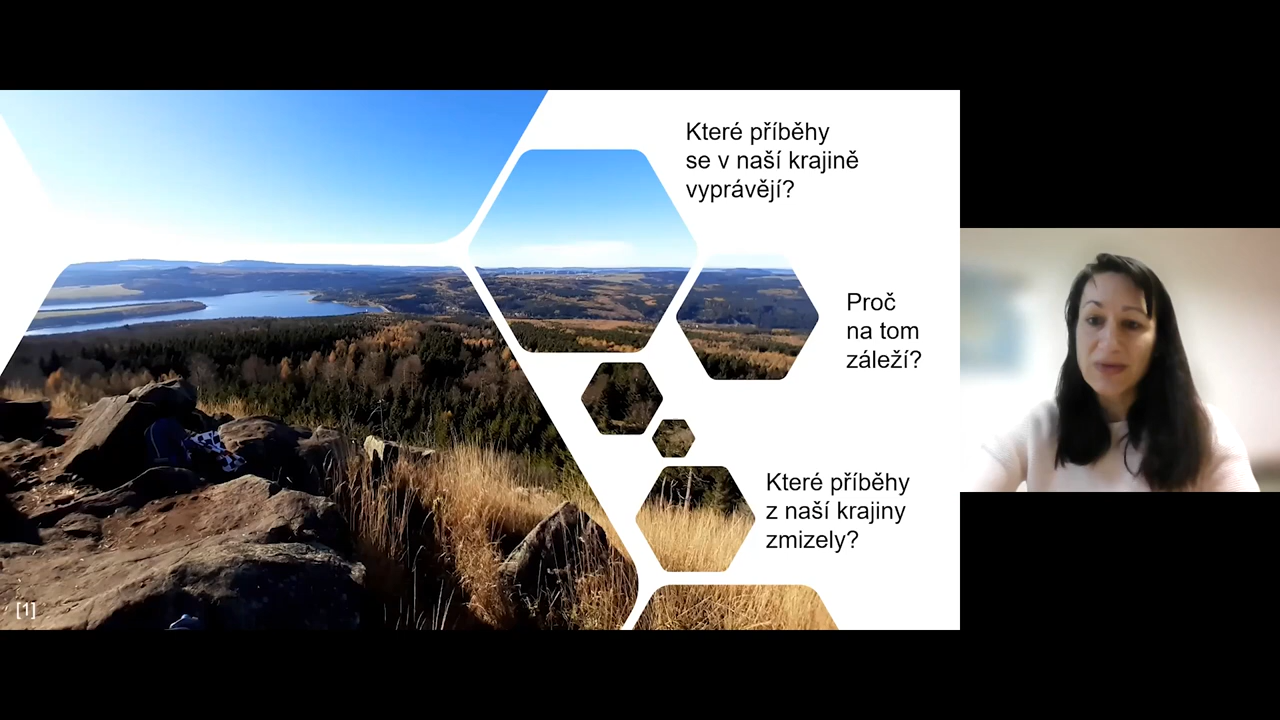 Které příběhy
se v naší krajině
vyprávějí?
Proč
na tom
záleží?
Které příběhy
z naší krajiny
zmizely?
[1]